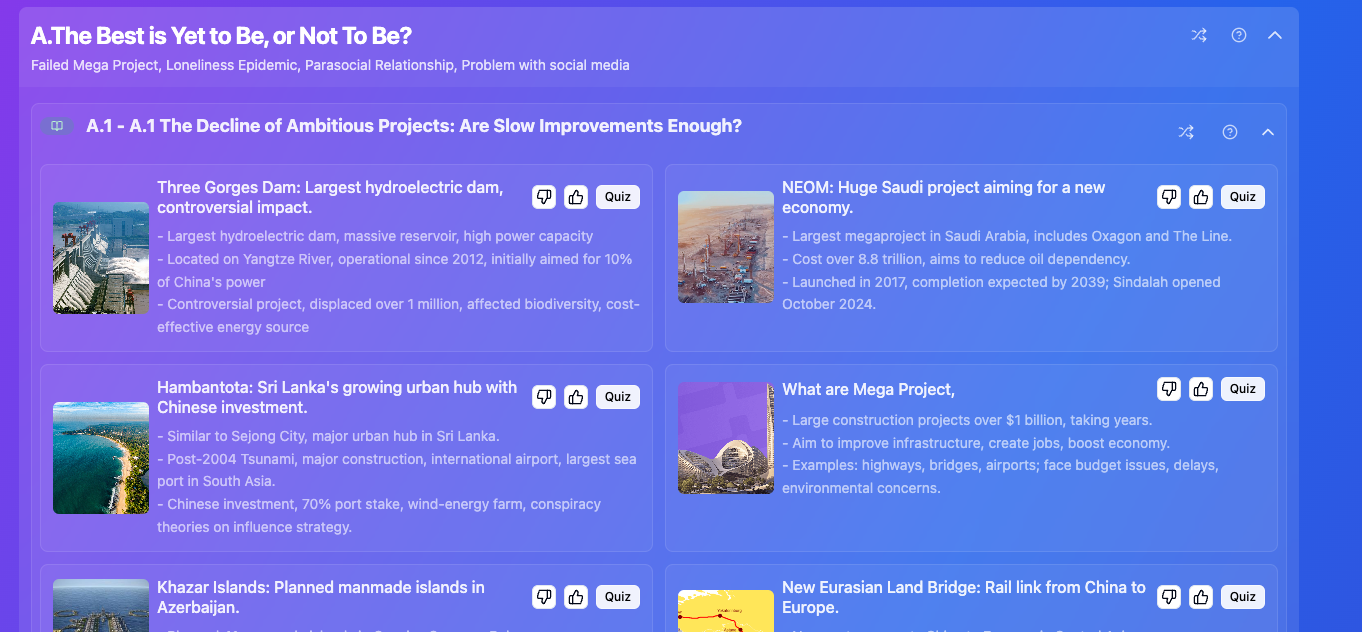 A.The Best is Yet to Be, or Not To Be?
Failed Mega Project, Loneliness Epidemic, Parasocial Relationship, Problem with social media
A.1 - A.1 The Decline of Ambitious Projects: Are Slow Improvements Enough?
Three Gorges Dam: Largest hydroelectric dam,
controversial impact.
Quiz
- Largest hydroelectric dam, massive reservoir, high power capacity
- Located on Yangtze River, operational since 2012, initially aimed for 10%
of China's power
- Controversial project, displaced over 1 million, affected biodiversity, cost-
effective energy source
NEOM: Huge Saudi project aiming for a new
economy.
Quiz
- Largest megaproject in Saudi Arabia, includes Oxagon and The Line.
- Cost over 8.8 trillion, aims to reduce oil dependency.
- Launched in 2017, completion expected by 2039; Sindalah opened
October 2024.
Hambantota: Sri Lanka's growing urban hub with
Chinese investment.
Quiz
- Similar to Sejong City, major urban hub in Sri Lanka.
- Post-2004 Tsunami, major construction, international airport, largest sea
port in South Asia.
- Chinese investment, 70% port stake, wind-energy farm, conspiracy
theories on influence strategy.
What are Mega Project,
Quiz
- Large construction projects over $1 billion, taking years.
- Aim to improve infrastructure, create jobs, boost economy.
- Examples: highways, bridges, airports; face budget issues, delays,
environmental concerns.
Khazar Islands: Planned manmade islands in
Azerbaijan.
Quiz
New Eurasian Land Bridge: Rail link from China to
Europe.
Quiz